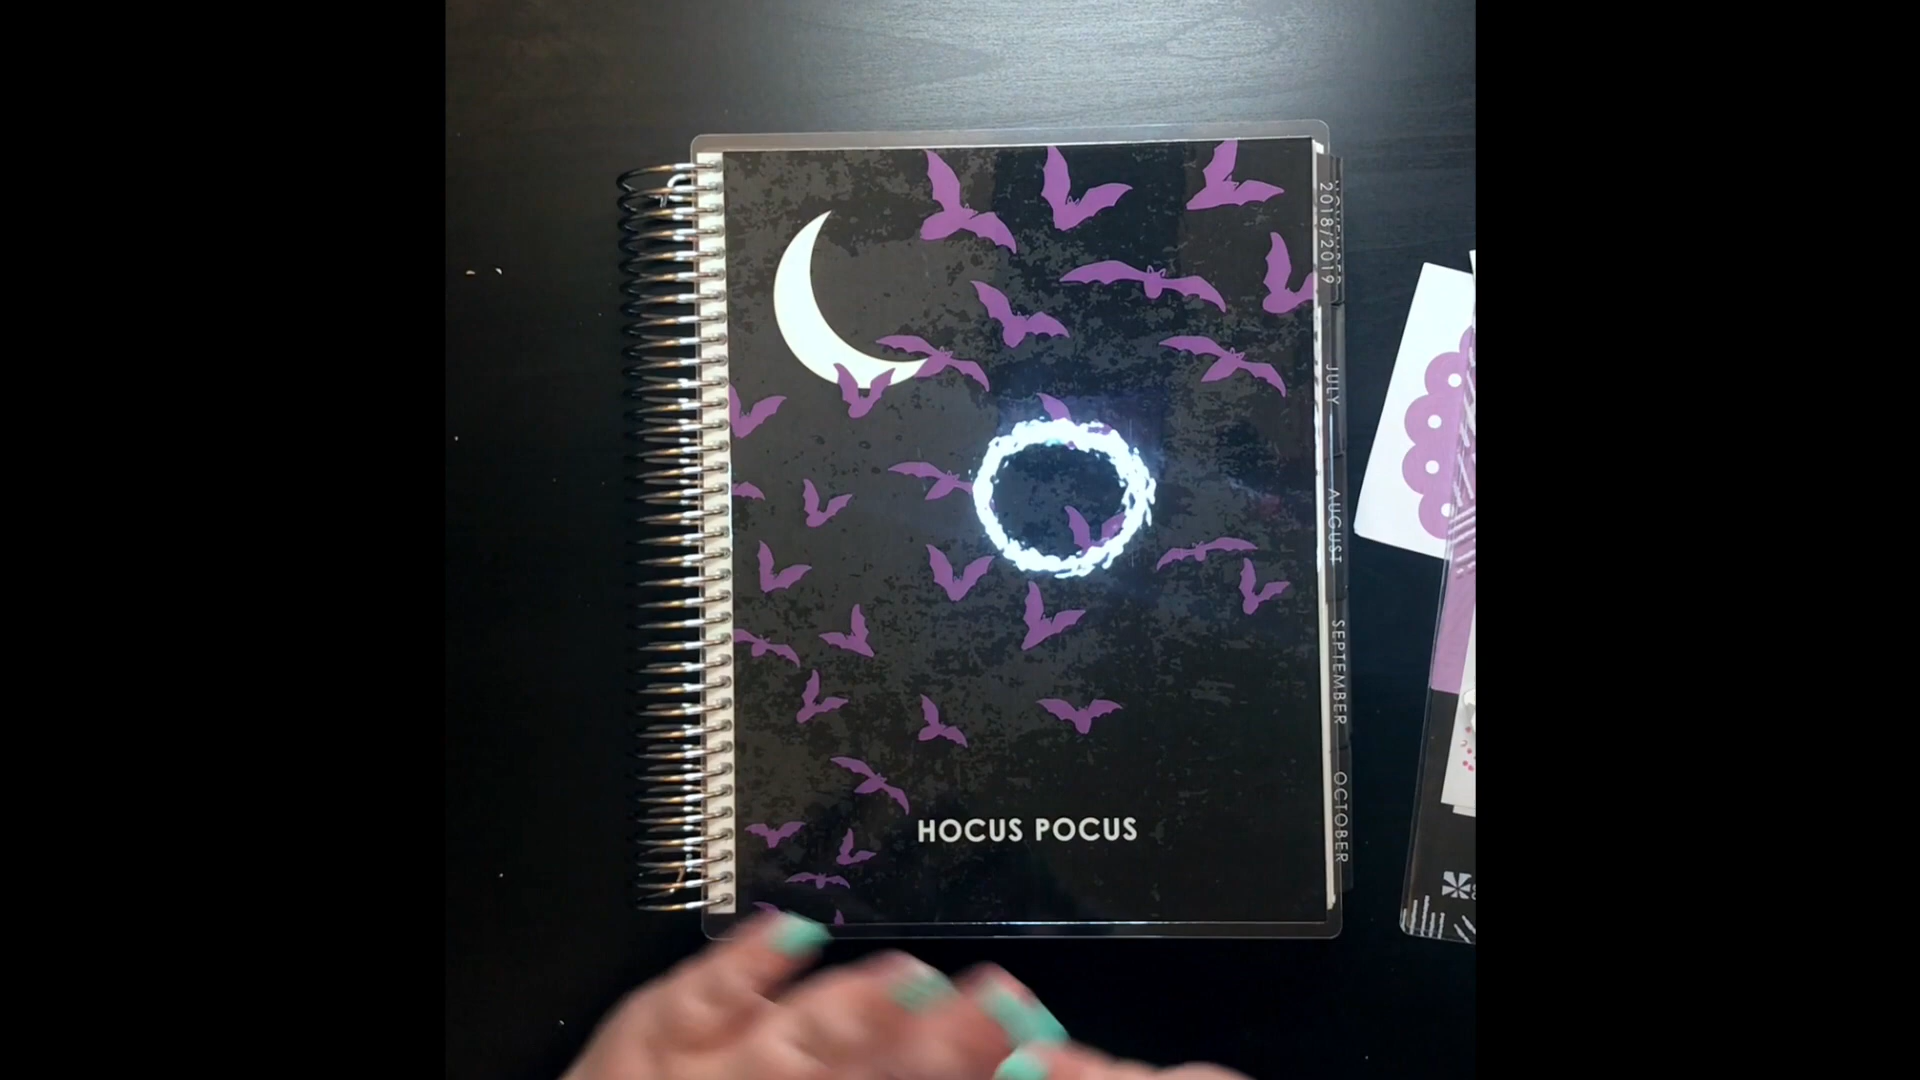 2018/2019
JULY
AUGUST
SEPTEMBER
OCTOBER
HOCUS POCUS